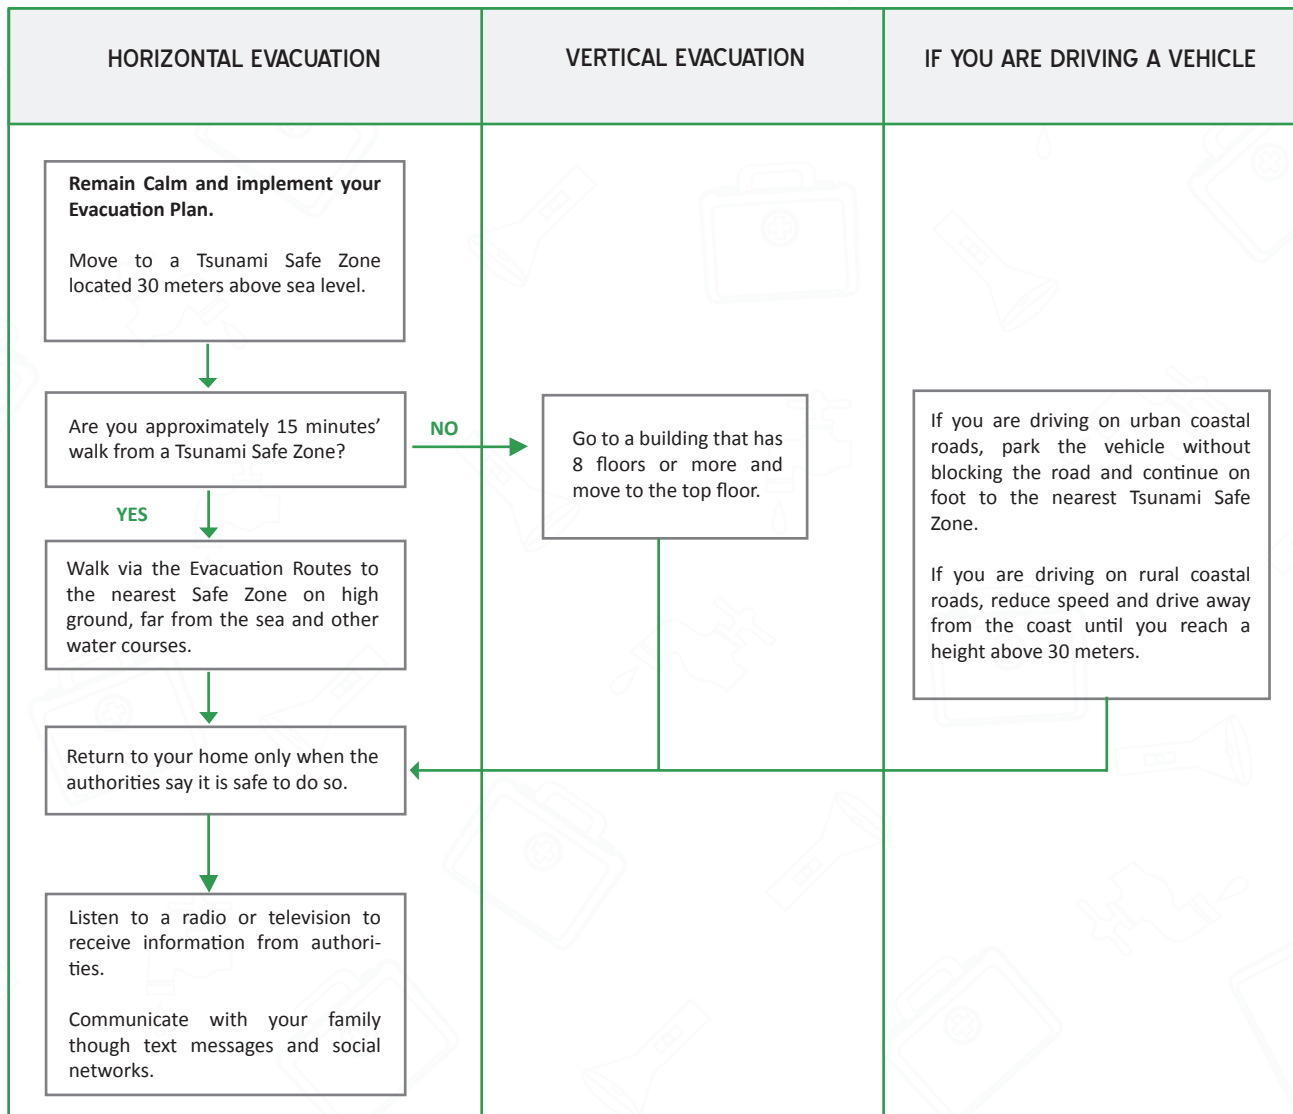 HORIZONTAL EVACUATION
VERTICAL EVACUATION
IF YOU ARE DRIVING A VEHICLE
Remain Calm and implement your
Evacuation Plan.
Move to a Tsunami Safe Zone
located 30 meters above sea level.
Are you approximately 15 minutes’
walk from a Tsunami Safe Zone?
NO
YES
Go to a building that has
8 floors or more and
move to the top floor.
If you are driving on urban coastal
roads, park the vehicle without
blocking the road and continue on
foot to the nearest Tsunami Safe
Zone.
If you are driving on rural coastal
roads, reduce speed and drive away
from the coast until you reach a
height above 30 meters.
Walk via the Evacuation Routes to
the nearest Safe Zone on high
ground, far from the sea and other
water courses.
Return to your home only when the
authorities say it is safe to do so.
Listen to a radio or television to
receive information from authori-
ties.
Communicate with your family
though text messages and social
networks.